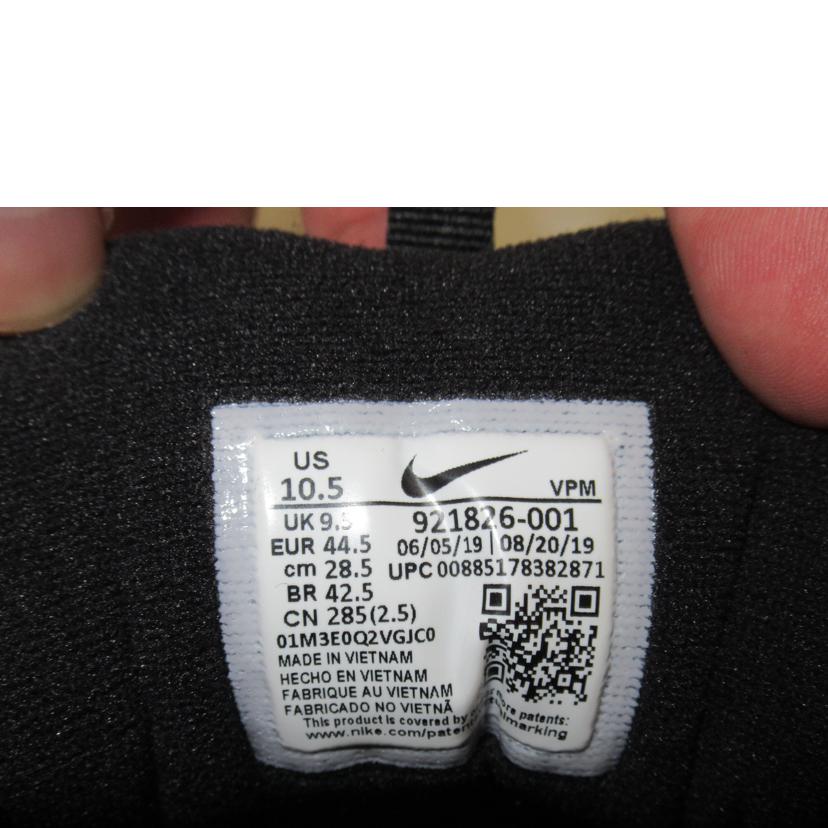 US
10.5
VPM
UK 9.5
921826-001
EUR 44.5
06/05/19 | 08/20/19
cm 28.5
UPC 00885178382871
BR 42.5
CN 285(2.5)
01M3E0Q2VGJC0
MADE IN VIETNAM
HECHO EN VIETNAM
FABRIQUE AU VIETNAM
FABRICADO NO VIETNÃ
This product is covered by more patents:
www.nike.com/